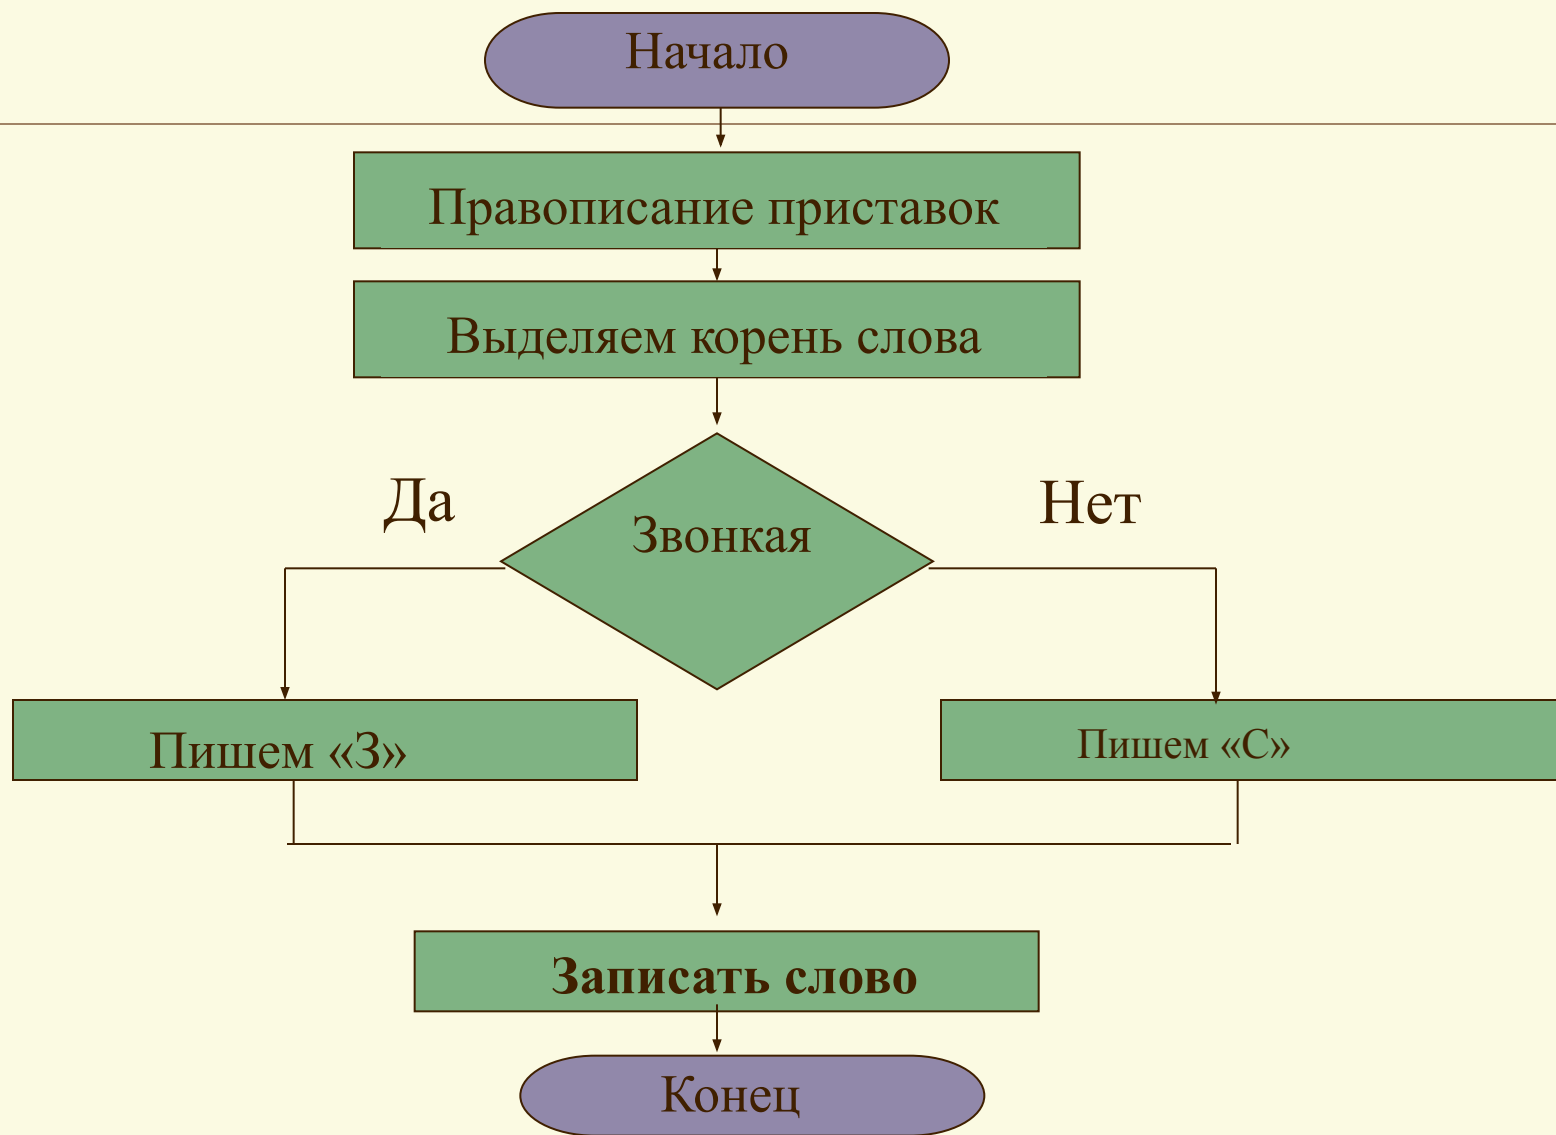 Начало
Правописание приставок
Выделяем корень слова
Да
Нет
Звонкая
Пишем «З»
Пишем «С»
Записать слово
Конец